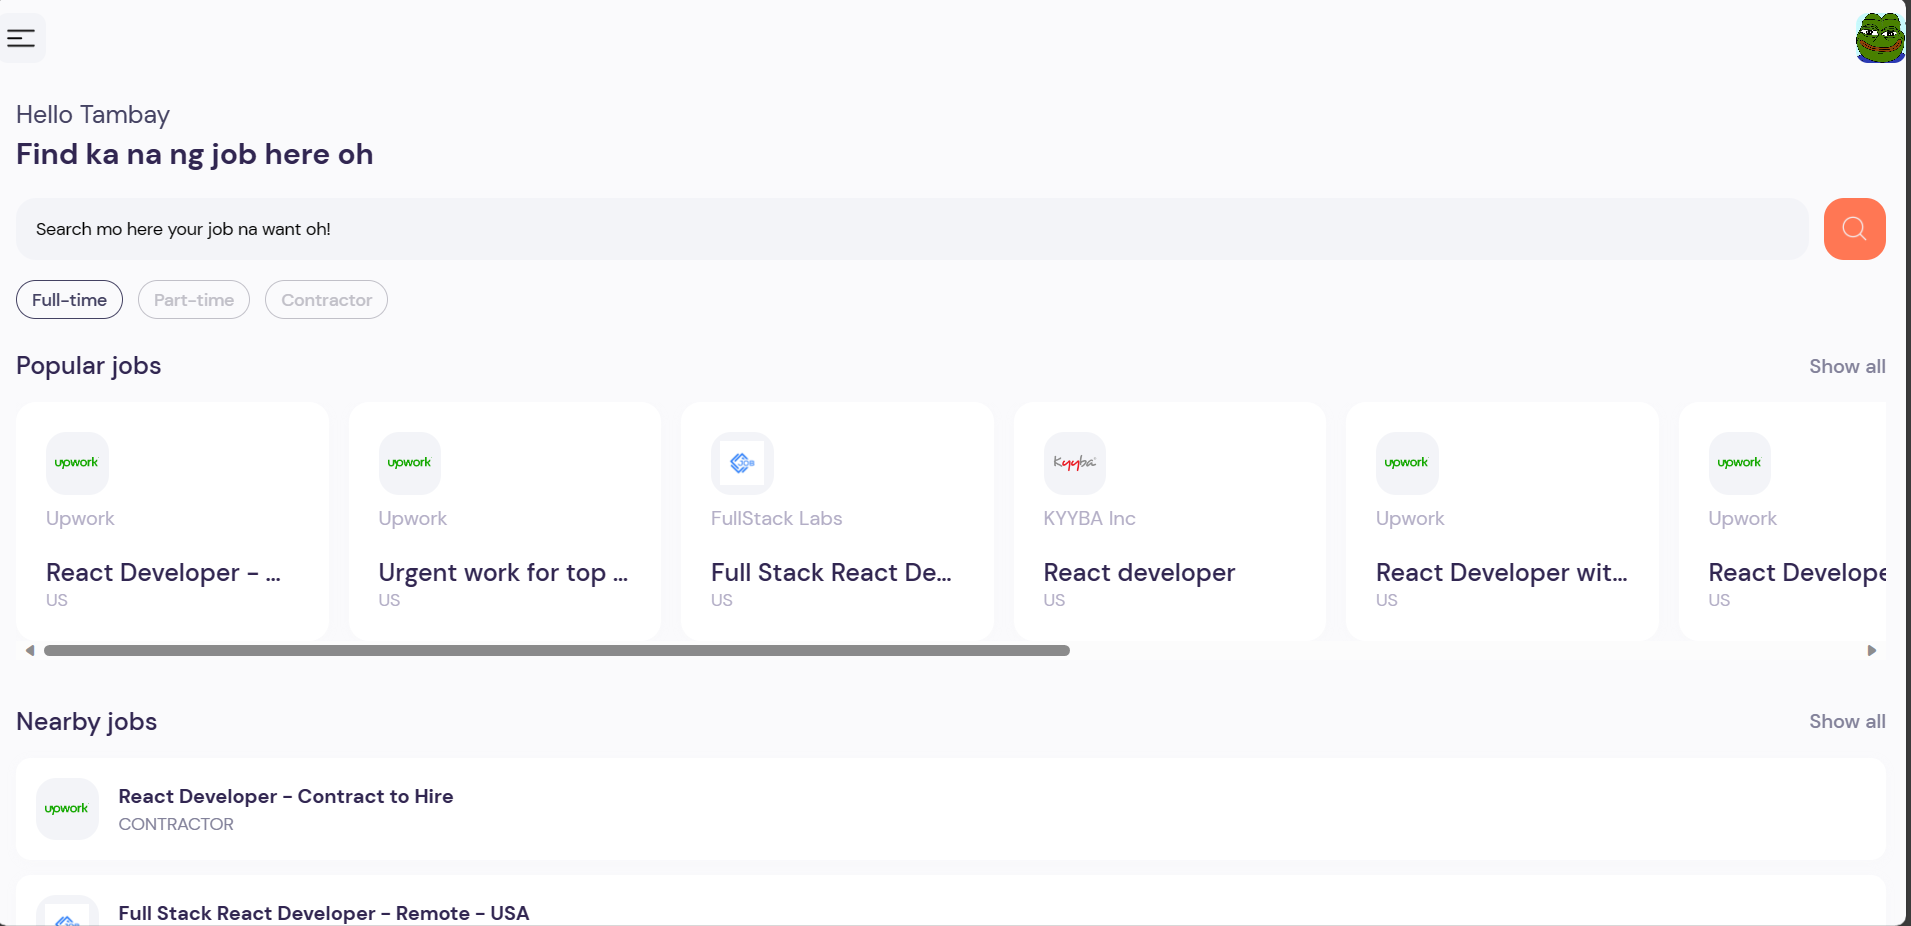 Hello Tambay
Find ka na ng job here oh
Search mo here your job na want oh!
Full-time Part-time Contractor
Popular jobs Show all
upwork upwork JOB Kyyba upwork upwork
Upwork Upwork FullStack Labs KYYBA Inc Upwork Upwork
React Developer - ... Urgent work for top ... Full Stack React De... React developer React Developer wit... React Develope
US US US US US US
Nearby jobs Show all
upwork
React Developer - Contract to Hire
CONTRACTOR
Full Stack React Developer - Remote - USA